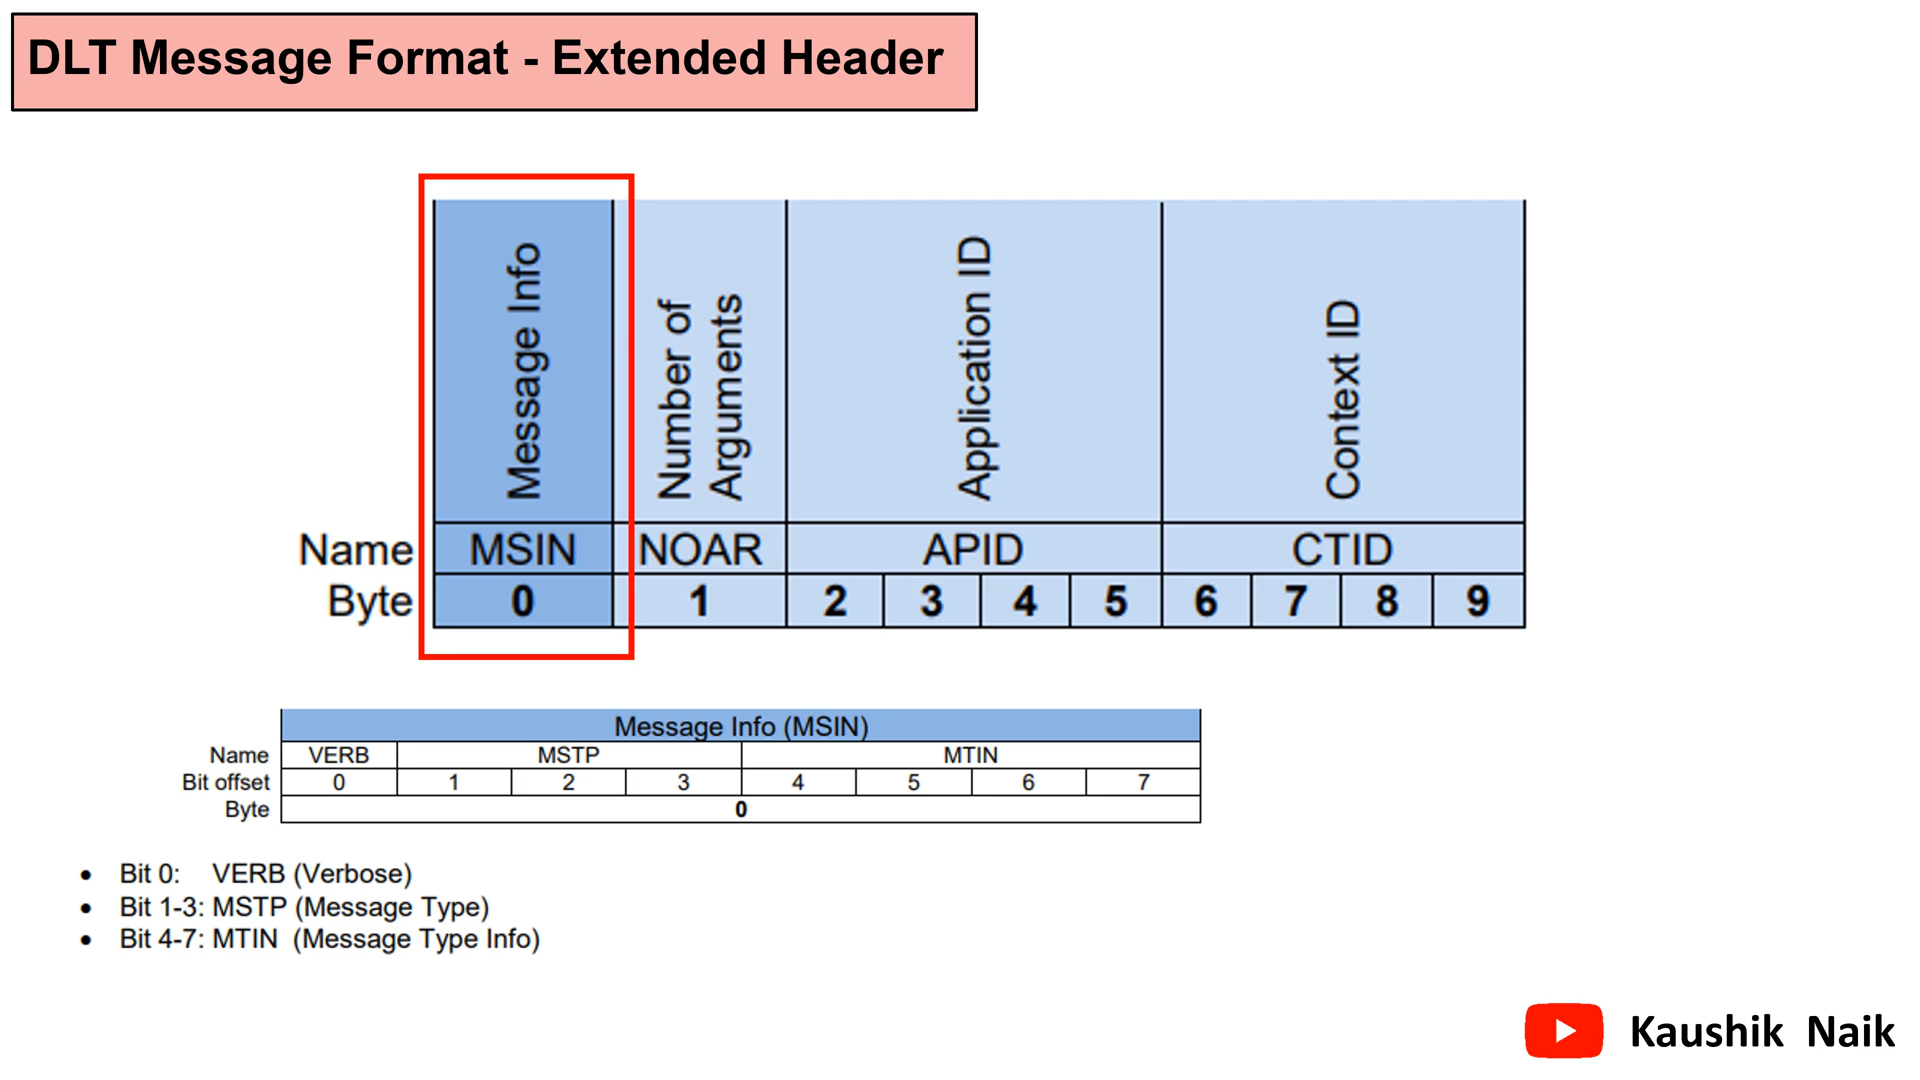 DLT Message Format - Extended Header
Message Info
Number of
Arguments
Application ID
Context ID
Name MSIN NOAR APID CTID
Byte 0 1 2 3 4 5 6 7 8 9
Message Info (MSIN)
Name VERB MSTP MTIN
Bit offset 0 1 2 3 4 5 6 7
Byte 0
• Bit 0: VERB (Verbose)
• Bit 1-3: MSTP (Message Type)
• Bit 4-7: MTIN (Message Type Info)
Kaushik Naik